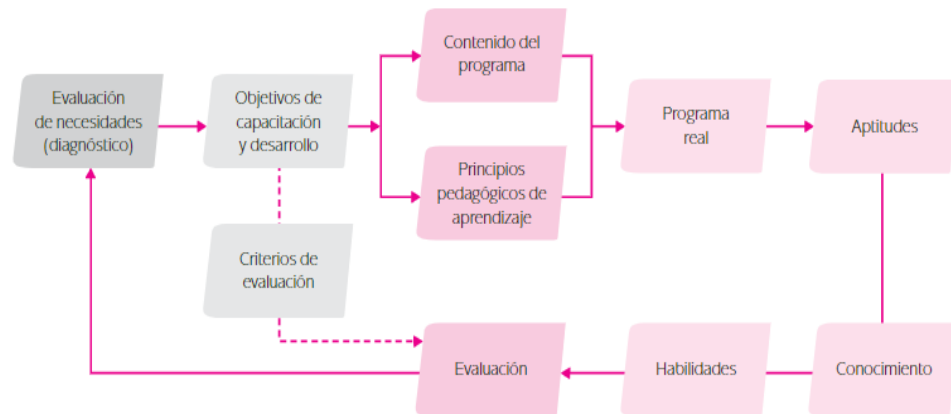 Evaluación
de necesidades
(diagnóstico)
Objetivos de
capacitación
y desarrollo
Contenido del
programa
Principios
pedagógicos de
aprendizaje
Programa
real
Aptitudes
Criterios de
evaluación
Evaluación
Habilidades
Conocimiento